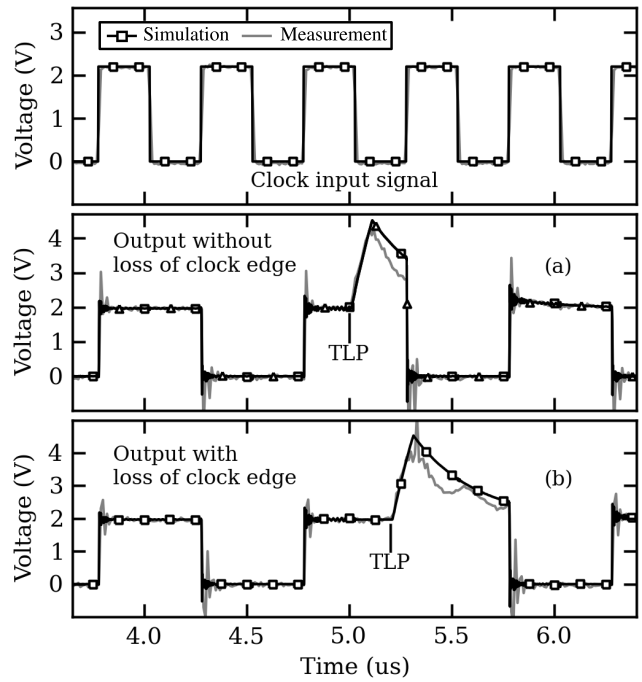 Simulation Measurement
3
2
1
0
Voltage (V)
Clock input signal
4
3
2
1
0
Voltage (V)
Output without
loss of clock edge
(a)
TLP
4
3
2
1
0
Voltage (V)
Output with
loss of clock edge
(b)
TLP
4.0 4.5 5.0 5.5 6.0
Time (us)